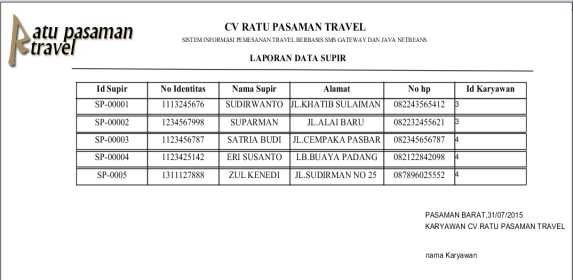 Ratu pasaman
travel
CV RATU PASAMAN TRAVEL
SISTEM INFORMASI PEMESANAN TRAVEL BERBASIS SMS GATEWAY DAN JAVA NETBEANS
LAPORAN DATA SUPIR
Id Supir No Identitas Nama Supir Alamat No hp Id Karyawan
SP-00001 1113245676 SUDIRWANTO JL.KHATIB SULAIMAN 082243565412 3
SP-00002 1234567998 SUPARMAN JL.ALAI BARU 082232455621 3
SP-00003 1123456787 SATRIA BUDI JL.CEMPAKA PASBAR 082345656787 4
SP-00004 1123425142 ERI SUSANTO LB.BUAYA PADANG 082122842098 4
SP-0005 1311127888 ZUL KENEDI JL.SUDIRMAN NO 25 087896025552 4
PASAMAN BARAT,31/07/2015
KARYAWAN CV.RATU PASAMAN TRAVEL
nama Karyawan